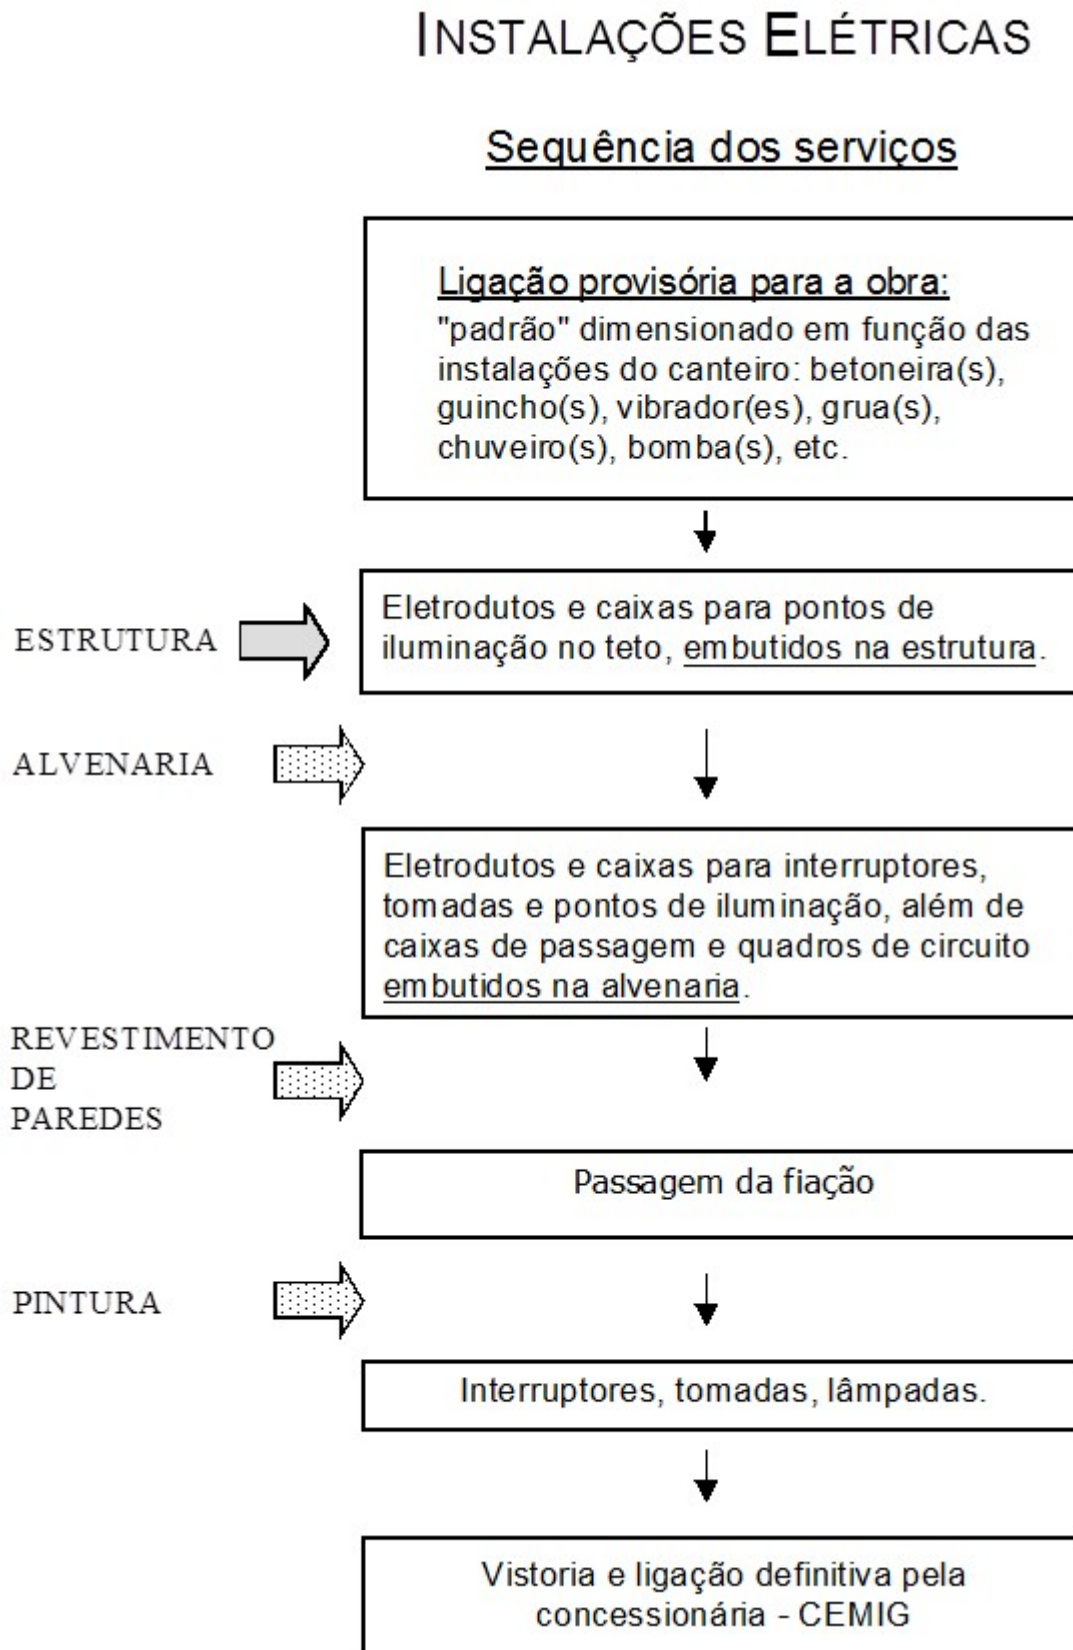 INSTALAÇÕES ELÉTRICAS
Sequência dos serviços
Ligação provisória para a obra:
"padrão" dimensionado em função das
instalações do canteiro: betoneira(s),
guincho(s), vibrador(es), grua(s),
chuveiro(s), bomba(s), etc.
ESTRUTURA
Eletrodutos e caixas para pontos de
iluminação no teto, embutidos na estrutura.
ALVENARIA
Eletrodutos e caixas para interruptores,
tomadas e pontos de iluminação, além de
caixas de passagem e quadros de circuito
embutidos na alvenaria.
REVESTIMENTO
DE
PAREDES
Passagem da fiação
PINTURA
Interruptores, tomadas, lâmpadas.
Vistoria e ligação definitiva pela
concessionária - CEMIG